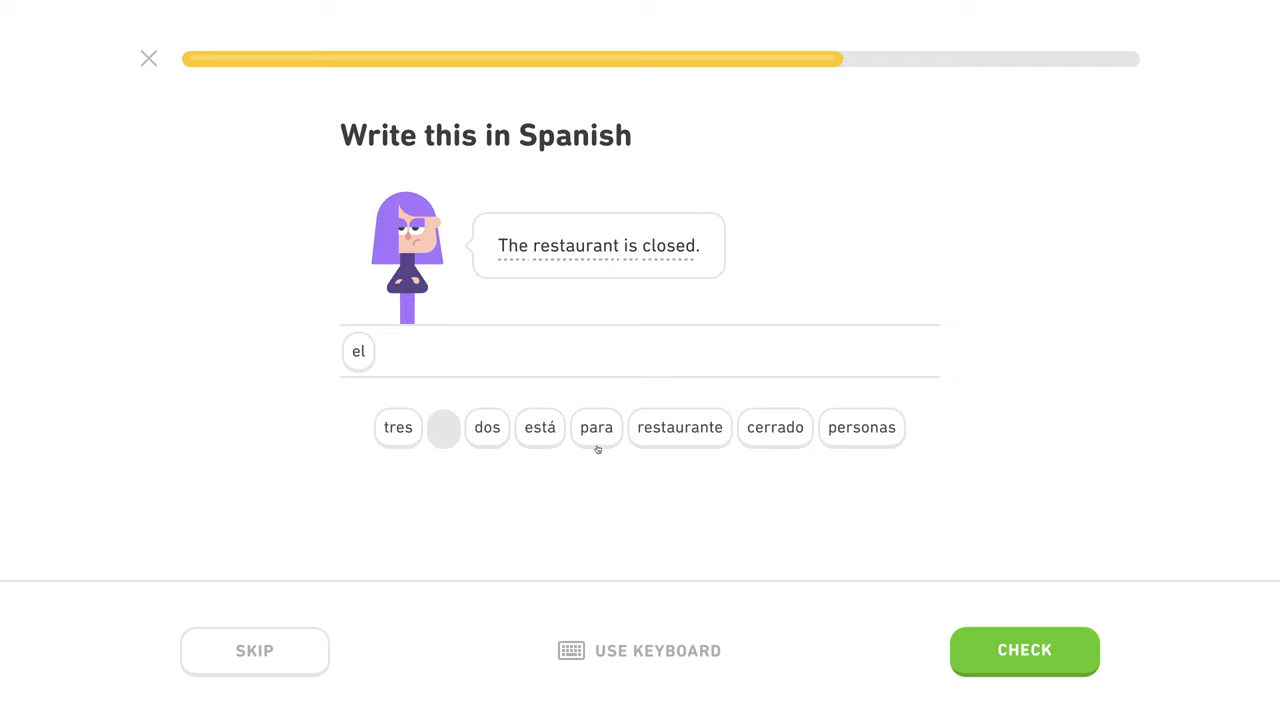 Write this in Spanish
The restaurant is closed.
el
tres dos está para restaurante cerrado personas
SKIP USE KEYBOARD CHECK